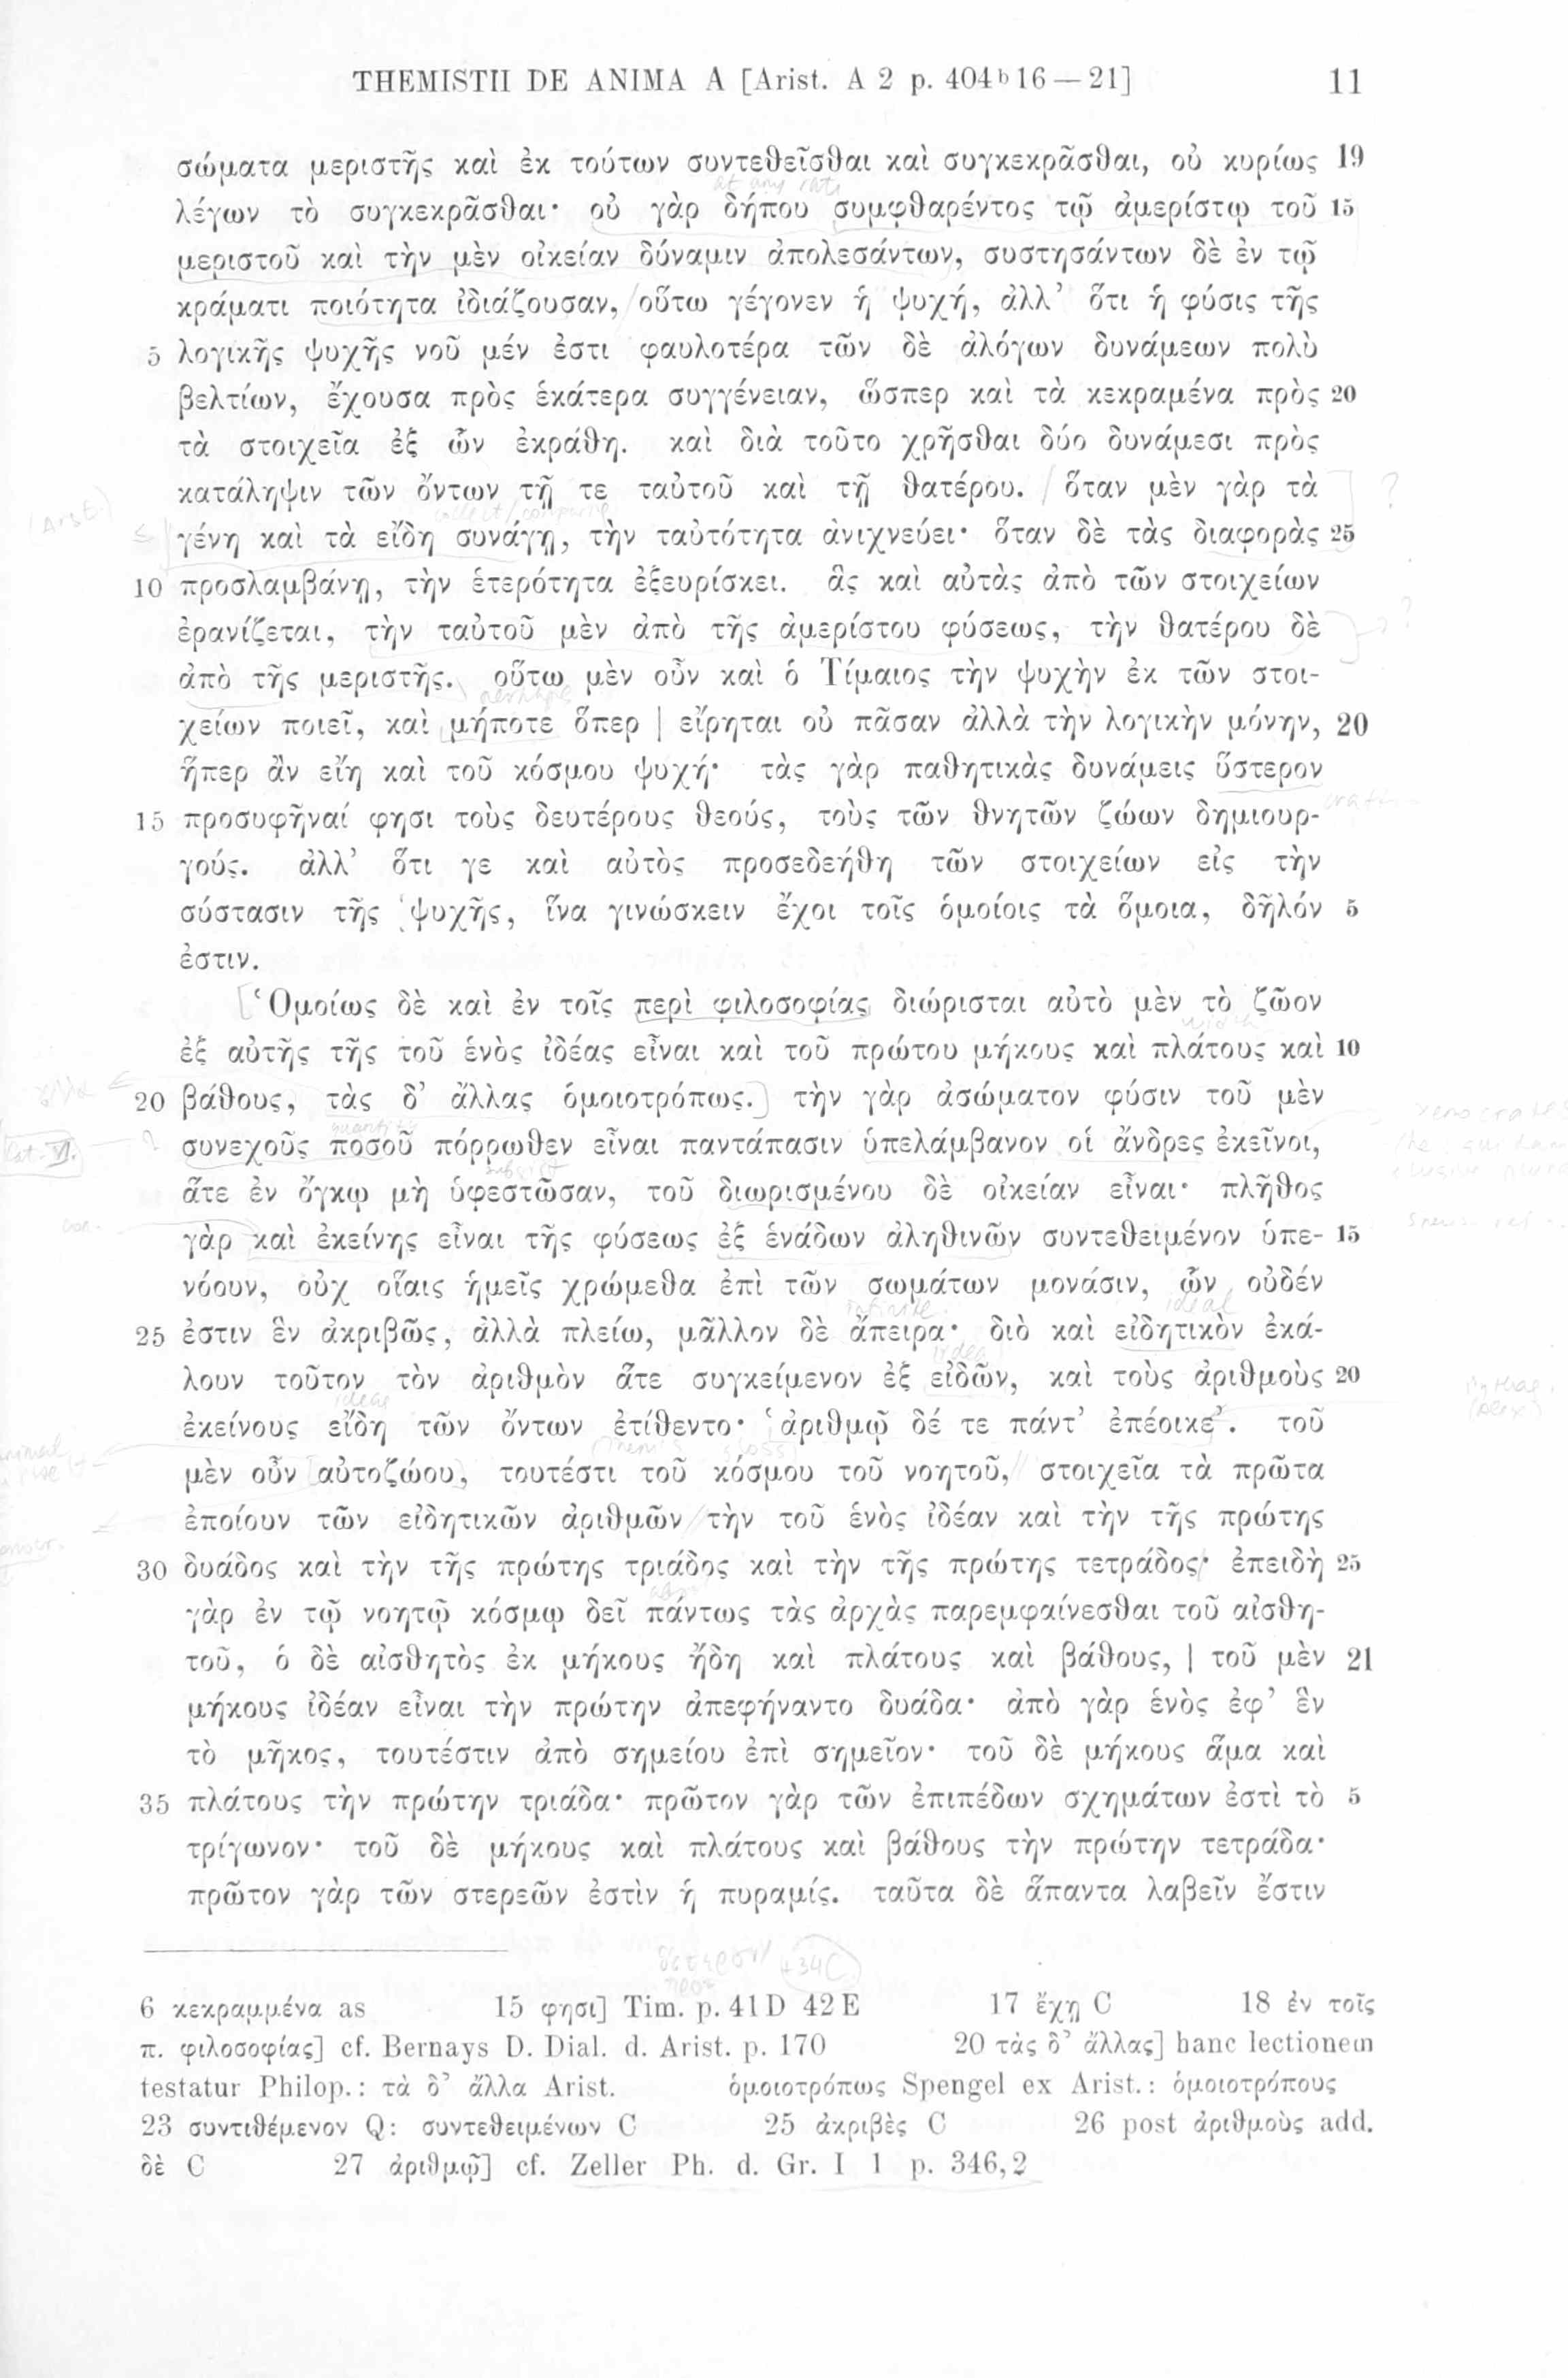 THEMISTII DE ANIMA A [Arist. A 2 p. 404ᵇ16—21] 11
σώματα μεριστῆς καὶ ἐκ τούτων συντεθεῖσθαι καὶ συγκεκρᾶσθαι, οὐ κυρίως 19
at any rate
λέγων τὸ συγκεκρᾶσθαι· οὐ γὰρ δήπου συμφθαρέντος τῷ ἀμερίστῳ τοῦ 15
μεριστοῦ καὶ τὴν μὲν οἰκείαν δύναμιν ἀπολεσάντων, συστησάντων δὲ ἐν τῷ
κράματι ποιότητα ἰδιάζουσαν, οὕτω γέγονεν ἡ ψυχή, ἀλλ’ ὅτι ἡ φύσις τῆς
5 λογικῆς ψυχῆς νοῦ μέν ἐστι φαυλοτέρα τῶν δὲ ἀλόγων δυνάμεων πολὺ
βελτίων, ἔχουσα πρὸς ἑκάτερα συγγένειαν, ὥσπερ καὶ τὰ κεκραμένα πρὸς 20
τὰ στοιχεῖα ἐξ ὧν ἐκράθη. καὶ διὰ τοῦτο χρῆσθαι δύο δυνάμεσι πρὸς
κατάληψιν τῶν ὄντων τῇ τε ταὐτοῦ καὶ τῇ θατέρου. ὅταν μὲν γὰρ τὰ ?
(Arst.)
γένη καὶ τὰ εἴδη συνάγῃ, τὴν ταὐτότητα ἀνιχνεύει· ὅταν δὲ τὰς διαφορὰς 25
10 προσλαμβάνῃ, τὴν ἑτερότητα ἐξευρίσκει. ἃς καὶ αὐτὰς ἀπὸ τῶν στοιχείων
ἐρανίζεται, τὴν ταὐτοῦ μὲν ἀπὸ τῆς ἀμερίστου φύσεως, τὴν θατέρου δὲ ?
ἀπὸ τῆς μεριστῆς. οὕτω μὲν οὖν καὶ ὁ Τίμαιος τὴν ψυχὴν ἐκ τῶν στοι-
χείων ποιεῖ, καὶ μήποτε ὅπερ | εἴρηται οὐ πᾶσαν ἀλλὰ τὴν λογικὴν μόνην, 20
ἥπερ ἂν εἴη καὶ τοῦ κόσμου ψυχή· τὰς γὰρ παθητικὰς δυνάμεις ὕστερον
15 προσυφῆναί φησι τοὺς δευτέρους θεούς, τοὺς τῶν θνητῶν ζώων δημιουρ-
γούς. ἀλλ’ ὅτι γε καὶ αὐτὸς προσεδεήθη τῶν στοιχείων εἰς τὴν
σύστασιν τῆς ψυχῆς, ἵνα γινώσκειν ἔχοι τοῖς ὁμοίοις τὰ ὅμοια, δῆλόν 5
ἐστιν.
Ὁμοίως δὲ καὶ ἐν τοῖς περὶ φιλοσοφίας διώρισται αὐτὸ μὲν τὸ ζῶον
width
ἐξ αὐτῆς τῆς τοῦ ἑνὸς ἰδέας εἶναι καὶ τοῦ πρώτου μήκους καὶ πλάτους καὶ 10
20 βάθους, τὰς δ’ ἄλλας ὁμοιοτρόπως. τὴν γὰρ ἀσώματον φύσιν τοῦ μὲν
quantity
συνεχοῦς ποσοῦ πόρρωθεν εἶναι παντάπασιν ὑπελάμβανον οἱ ἄνδρες ἐκεῖνοι,
subsist
ἅτε ἐν ὄγκῳ μὴ ὑφεστῶσαν, τοῦ διωρισμένου δὲ οἰκείαν εἶναι· πλῆθος
γὰρ καὶ ἐκείνης εἶναι τῆς φύσεως ἐξ ἑνάδων ἀληθινῶν συντεθειμένον ὑπε- 15
νόουν, οὐχ οἵαις ἡμεῖς χρώμεθα ἐπὶ τῶν σωμάτων μονάσιν, ὧν οὐδέν
infinite ideal
25 ἐστιν ἓν ἀκριβῶς, ἀλλὰ πλείω, μᾶλλον δὲ ἄπειρα· διὸ καὶ εἰδητικὸν ἐκά-
λουν τοῦτον τὸν ἀριθμὸν ἅτε συγκείμενον ἐξ εἰδῶν, καὶ τοὺς ἀριθμοὺς 20
ideas
ἐκείνους εἴδη τῶν ὄντων ἐτίθεντο· ‘ἀριθμῷ δέ τε πάντ’ ἐπέοικε’. τοῦ
μὲν οὖν αὐτοζώου, τουτέστι τοῦ κόσμου τοῦ νοητοῦ, στοιχεῖα τὰ πρῶτα
ἐποίουν τῶν εἰδητικῶν ἀριθμῶν τὴν τοῦ ἑνὸς ἰδέαν καὶ τὴν τῆς πρώτης
30 δυάδος καὶ τὴν τῆς πρώτης τριάδος καὶ τὴν τῆς πρώτης τετράδος· ἐπειδὴ 25
γὰρ ἐν τῷ νοητῷ κόσμῳ δεῖ πάντως τὰς ἀρχὰς παρεμφαίνεσθαι τοῦ αἰσθη-
τοῦ, ὁ δὲ αἰσθητὸς ἐκ μήκους ἤδη καὶ πλάτους καὶ βάθους, | τοῦ μὲν 21
μήκους ἰδέαν εἶναι τὴν πρώτην ἀπεφήναντο δυάδα· ἀπὸ γὰρ ἑνὸς ἐφ’ ἓν
τὸ μῆκος, τουτέστιν ἀπὸ σημείου ἐπὶ σημεῖον· τοῦ δὲ μήκους ἅμα καὶ
35 πλάτους τὴν πρώτην τριάδα· πρῶτον γὰρ τῶν ἐπιπέδων σχημάτων ἐστὶ τὸ 5
τρίγωνον· τοῦ δὲ μήκους καὶ πλάτους καὶ βάθους τὴν πρώτην τετράδα·
πρῶτον γὰρ τῶν στερεῶν ἐστὶν ἡ πυραμίς. ταῦτα δὲ ἅπαντα λαβεῖν ἔστιν
6 κεκραμμένα as 15 φησι] Tim. p. 41D 42E 17 ἔχῃ C 18 ἐν τοῖς
π. φιλοσοφίας] cf. Bernays D. Dial. d. Arist. p. 170 20 τὰς δ’ ἄλλας] hanc lectionem
testatur Philop.: τὰ δ’ ἄλλα Arist. ὁμοιοτρόπως Spengel ex Arist.: ὁμοιοτρόπους
23 συντιθέμενον Q: συντεθειμένων C 25 ἀκριβὲς C 26 post ἀριθμοὺς add.
δὲ C 27 ἀριθμῷ] cf. Zeller Ph. d. Gr. I 1 p. 346,2